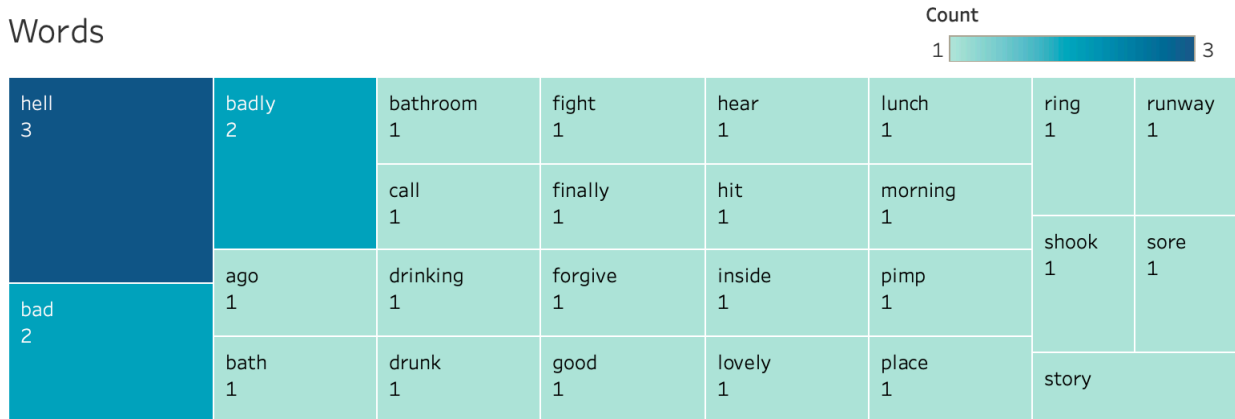 Words
Count
1 3
hell
3
bad
2
badly
2
ago
1
bath
1
bathroom
1
call
1
drinking
1
drunk
1
fight
1
finally
1
forgive
1
good
1
hear
1
hit
1
inside
1
lovely
1
lunch
1
morning
1
pimp
1
place
1
ring
1
runway
1
shook
1
sore
1
story